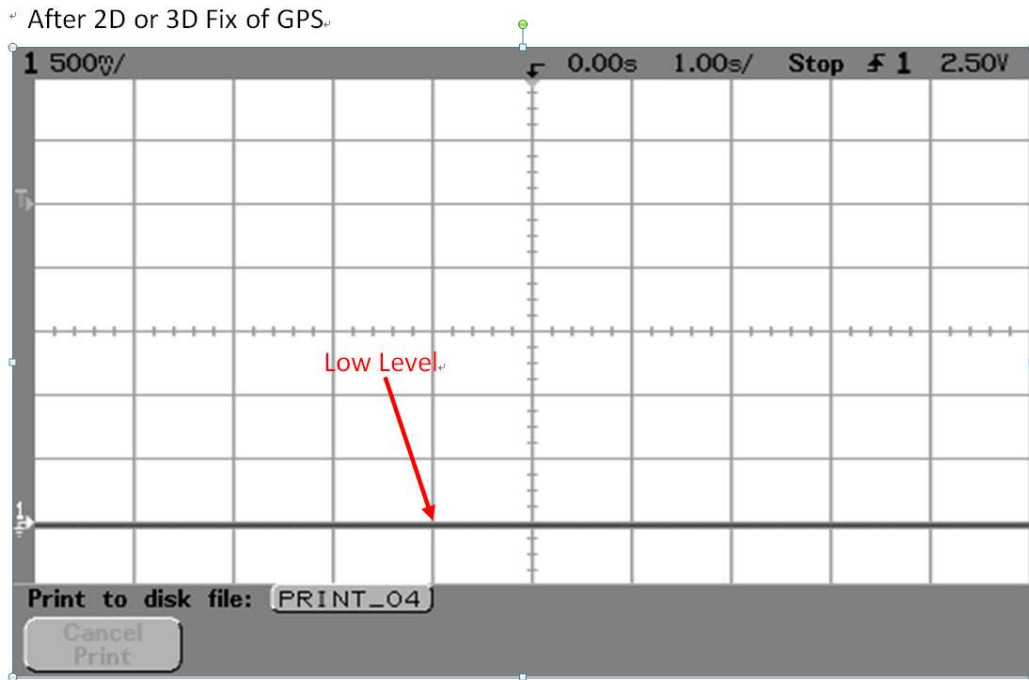 After 2D or 3D Fix of GPS
1 500mV/ 0.00s 1.00s/ Stop 1 2.50V
T
Low Level
1
Print to disk file: PRINT_04
Cancel
Print